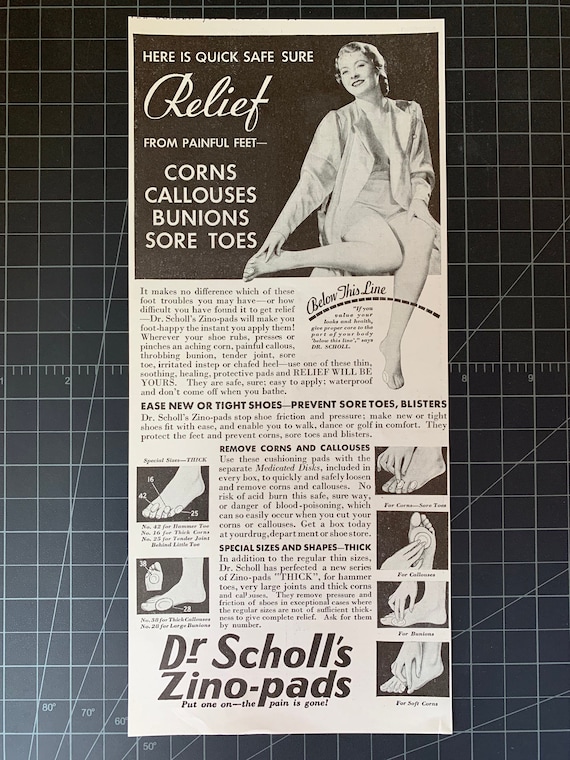 HERE IS QUICK SAFE SURE
Relief
FROM PAINFUL FEET—
CORNS
CALLOUSES
BUNIONS
SORE TOES
It makes no difference which of these
foot troubles you may have—or how
difficult you have found it to get relief
—Dr. Scholl's Zino-pads will make you
foot-happy the instant you apply them!
Wherever your shoe rubs, presses or
pinches an aching corn, painful callous,
throbbing bunion, tender joint, sore
toe, irritated instep or chafed heel—use one of these thin,
soothing, healing, protective pads and RELIEF WILL BE
YOURS. They are safe, sure; easy to apply; waterproof
and don't come off when you bathe.
Below This Line
"If you
value your
looks and health,
give proper care to the
part of your body
'below this line'," says
DR. SCHOLL.
EASE NEW OR TIGHT SHOES—PREVENT SORE TOES, BLISTERS
Dr. Scholl's Zino-pads stop shoe friction and pressure; make new or tight
shoes fit with ease, and enable you to walk, dance or golf in comfort. They
protect the feet and prevent corns, sore toes and blisters.
Special Sizes—THICK
16
42
25
No. 42 for Hammer Toe
No. 16 for Thick Corns
No. 25 for Tender Joint
Behind Little Toe
38
28
No. 38 for Thick Callouses
No. 28 for Large Bunions
REMOVE CORNS AND CALLOUSES
Use these cushioning pads with the
separate Medicated Disks, included in
every box, to quickly and safely loosen
and remove corns and callouses. No
risk of acid burn this safe, sure way,
or danger of blood-poisoning, which
can so easily occur when you cut your
corns or callouses. Get a box today
at your drug, department or shoe store.
SPECIAL SIZES AND SHAPES—THICK
In addition to the regular thin sizes,
Dr. Scholl has perfected a new series
of Zino-pads "THICK", for hammer
toes, very large joints and thick corns
and callouses. They remove pressure and
friction of shoes in exceptional cases where
the regular sizes are not of sufficient thick-
ness to give complete relief. Ask for them
by number.
For Corns—Sore Toes
For Callouses
For Bunions
For Soft Corns
Dr Scholl's
Zino-pads
Put one on—the pain is gone!
1
2
80°
70°
60°
50°